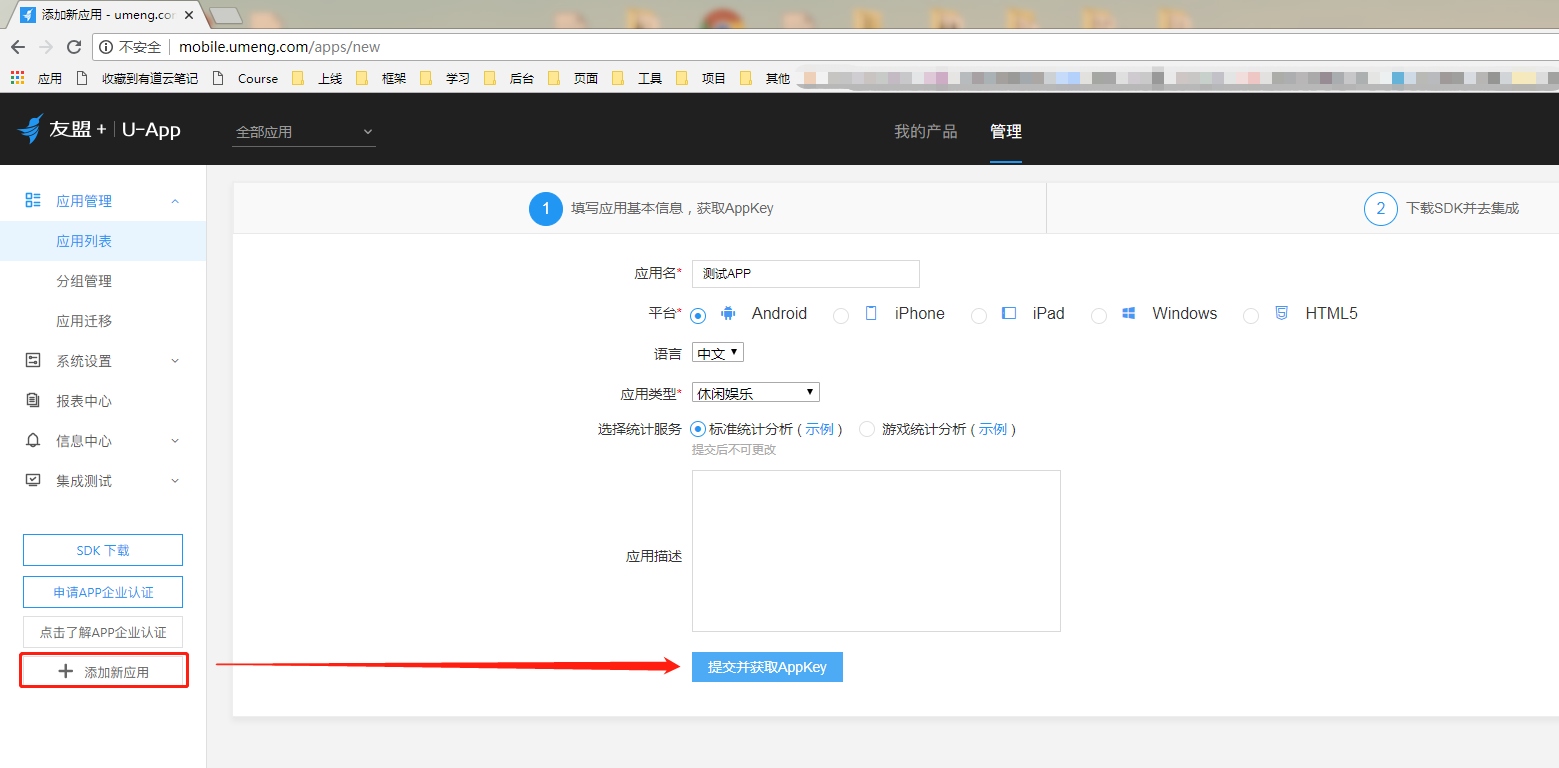 添加新应用 - umeng.cor
不安全 mobile.umeng.com/apps/new
应用 收藏到有道云笔记 Course 上线 框架 学习 后台 页面 工具 项目 其他
友盟+ U-App 全部应用 我的产品 管理
应用管理
应用列表
分组管理
应用迁移
系统设置
报表中心
信息中心
集成测试
SDK 下载
申请APP企业认证
点击了解APP企业认证
添加新应用
1 填写应用基本信息，获取AppKey
2 下载SDK并去集成
应用名* 测试APP
平台* Android iPhone iPad Windows HTML5
语言 中文
应用类型* 休闲娱乐
选择统计服务 标准统计分析 ( 示例 ) 游戏统计分析 ( 示例 )
提交后不可更改
应用描述
提交并获取AppKey